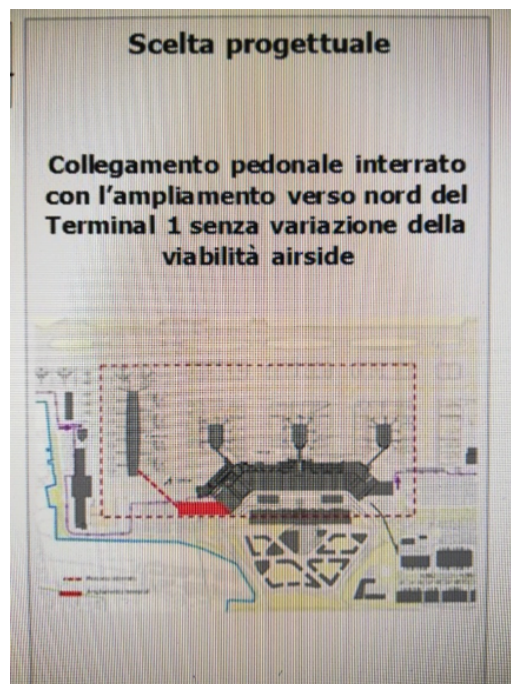 Scelta progettuale
Collegamento pedonale interrato
con l'ampliamento verso nord del
Terminal 1 senza variazione della
viabilità airside